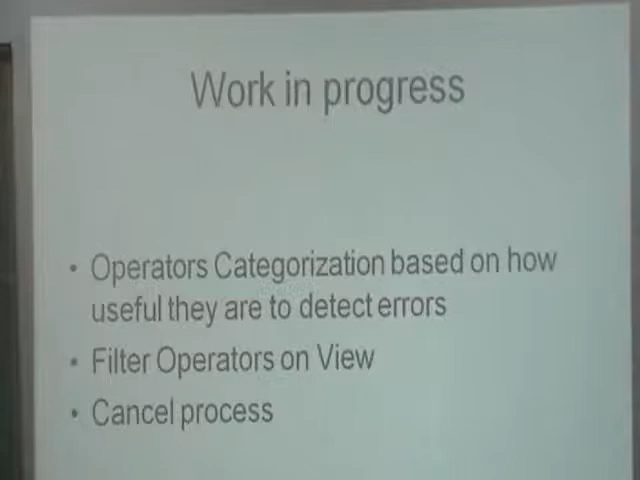 Work in progress
• Operators Categorization based on how
useful they are to detect errors
• Filter Operators on View
• Cancel process